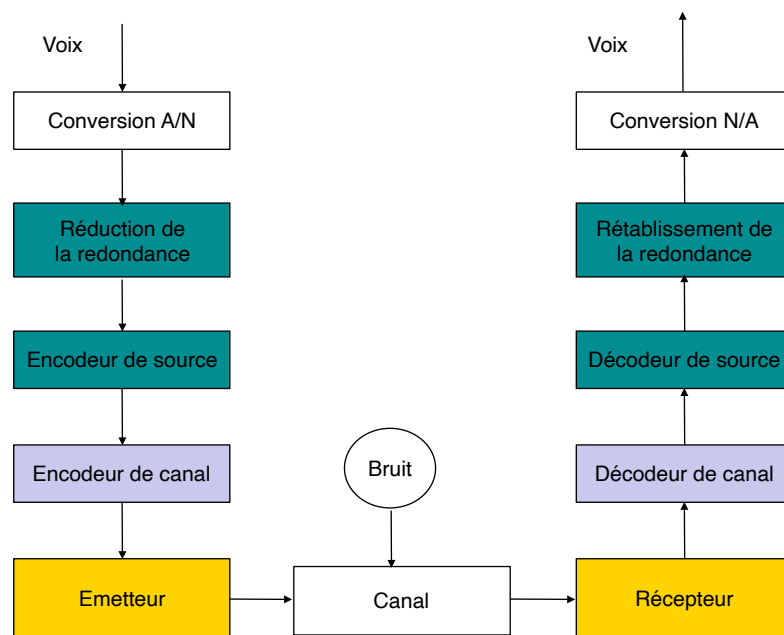 Voix
Voix
Conversion A/N
Conversion N/A
Réduction de
la redondance
Rétablissement de
la redondance
Encodeur de source
Décodeur de source
Encodeur de canal
Bruit
Décodeur de canal
Emetteur
Canal
Récepteur